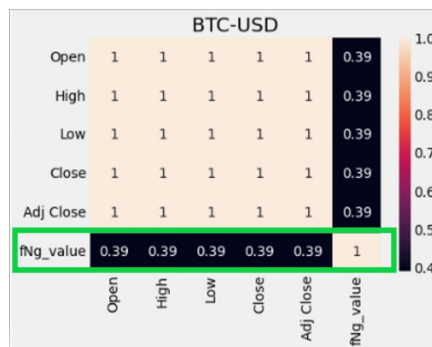 BTC-USD
Open 1 1 1 1 1 0.39
High 1 1 1 1 1 0.39
Low 1 1 1 1 1 0.39
Close 1 1 1 1 1 0.39
Adj Close 1 1 1 1 1 0.39
fNg_value 0.39 0.39 0.39 0.39 0.39 1
Open High Low Close Adj Close fNg_value
1.0
0.9
0.8
0.7
0.6
0.5
0.4